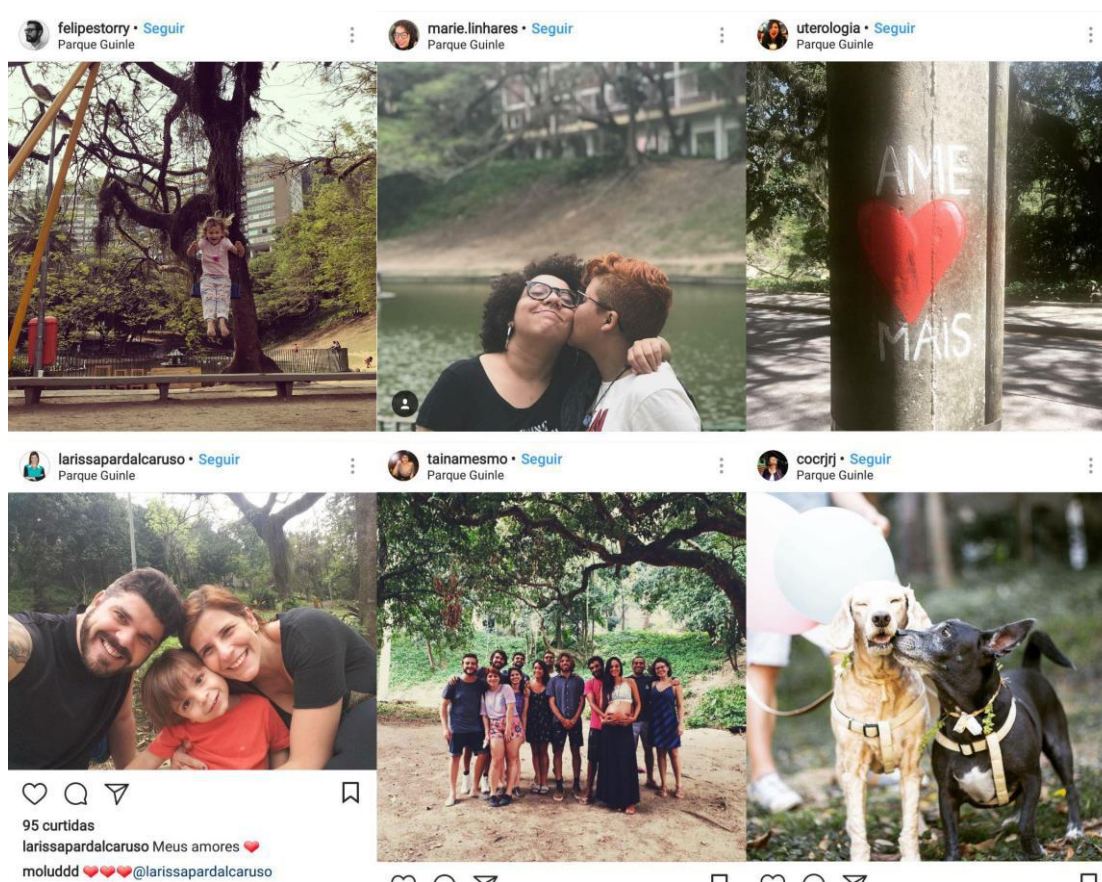 felipestorry • Seguir
Parque Guinle
marie.linhares • Seguir
Parque Guinle
uterologia • Seguir
Parque Guinle
AME
MAIS
larissapardalcaruso • Seguir
Parque Guinle
tainamesmo • Seguir
Parque Guinle
cocrjrj • Seguir
Parque Guinle
95 curtidas
larissapardalcaruso Meus amores ❤
moluddd ❤❤❤@larissapardalcaruso